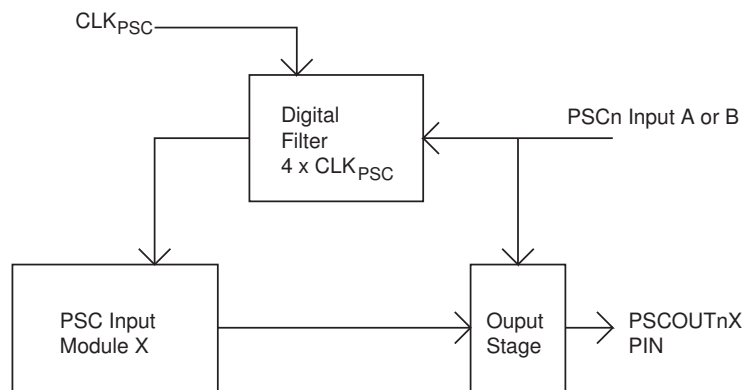 CLKPSC
Digital
Filter
4 x CLKPSC
PSCn Input A or B
PSC Input
Module X
Ouput
Stage
PSCOUTnX
PIN